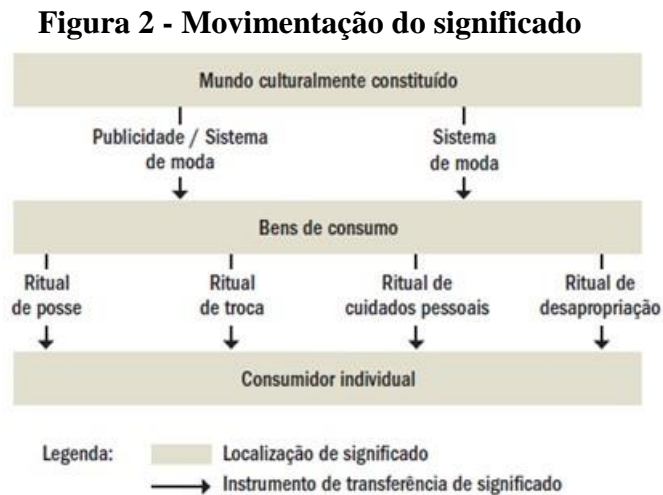 Figura 2 - Movimentação do significado
Mundo culturalmente constituído
Publicidade / Sistema
de moda
Sistema
de moda
Bens de consumo
Ritual
de posse
Ritual
de troca
Ritual de
cuidados pessoais
Ritual de
desapropriação
Consumidor individual
Legenda:
Localização de significado
Instrumento de transferência de significado